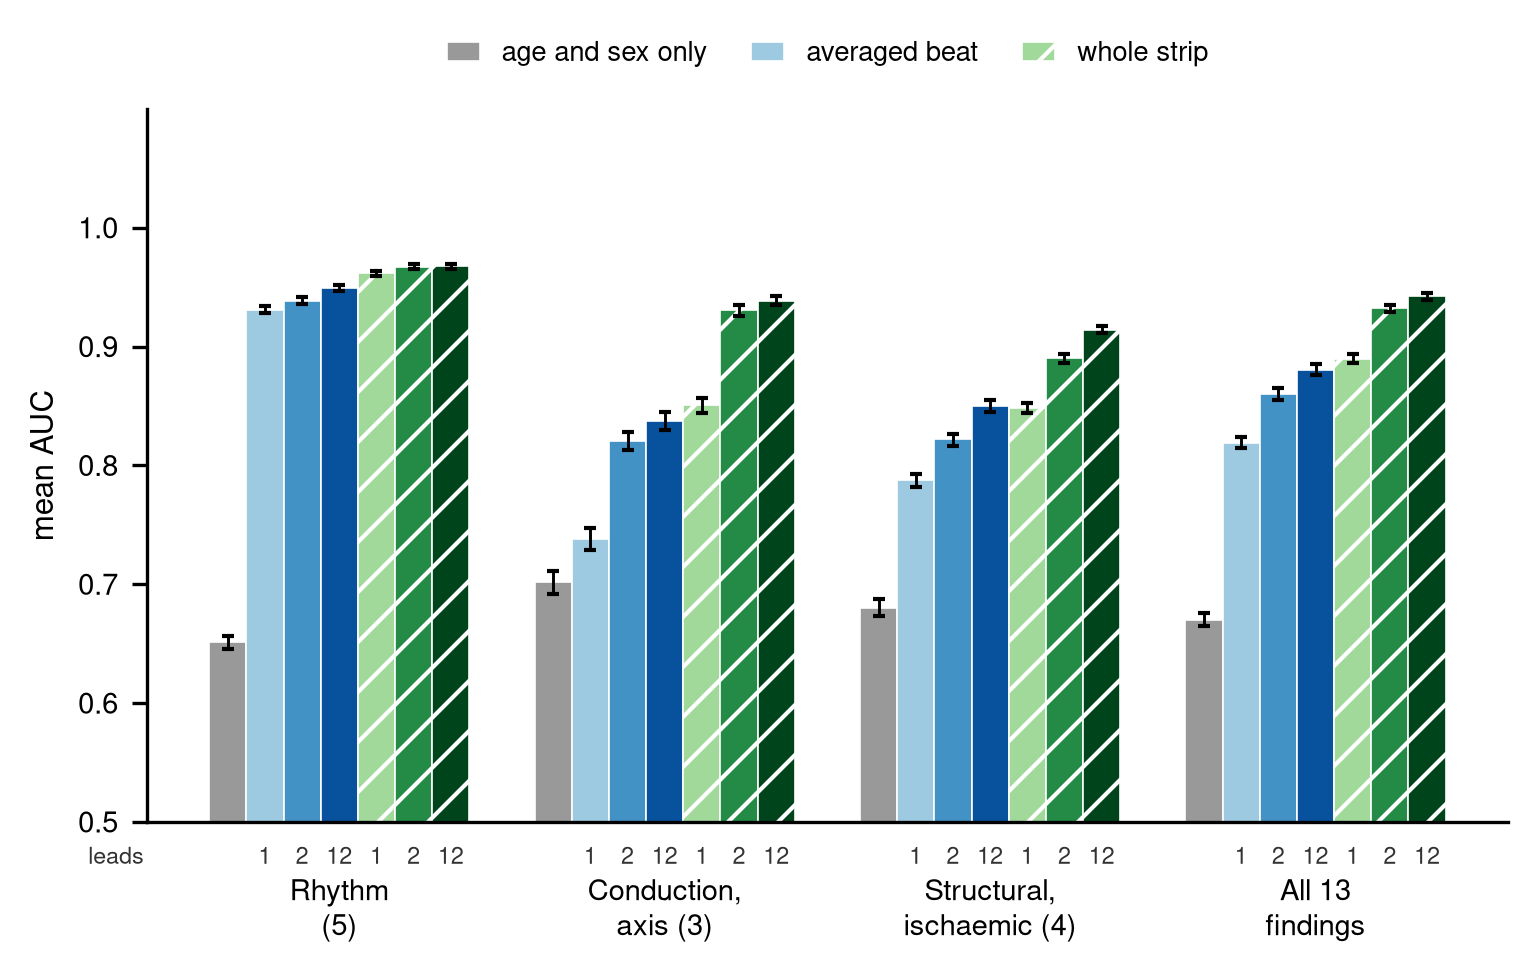 age and sex only averaged beat whole strip
mean AUC
1.0
0.9
0.8
0.7
0.6
0.5
leads 1 2 12 1 2 12 1 2 12 1 2 12 1 2 12 1 2 12 1 2 12 1 2 12
Rhythm
(5)
Conduction,
axis (3)
Structural,
ischaemic (4)
All 13
findings